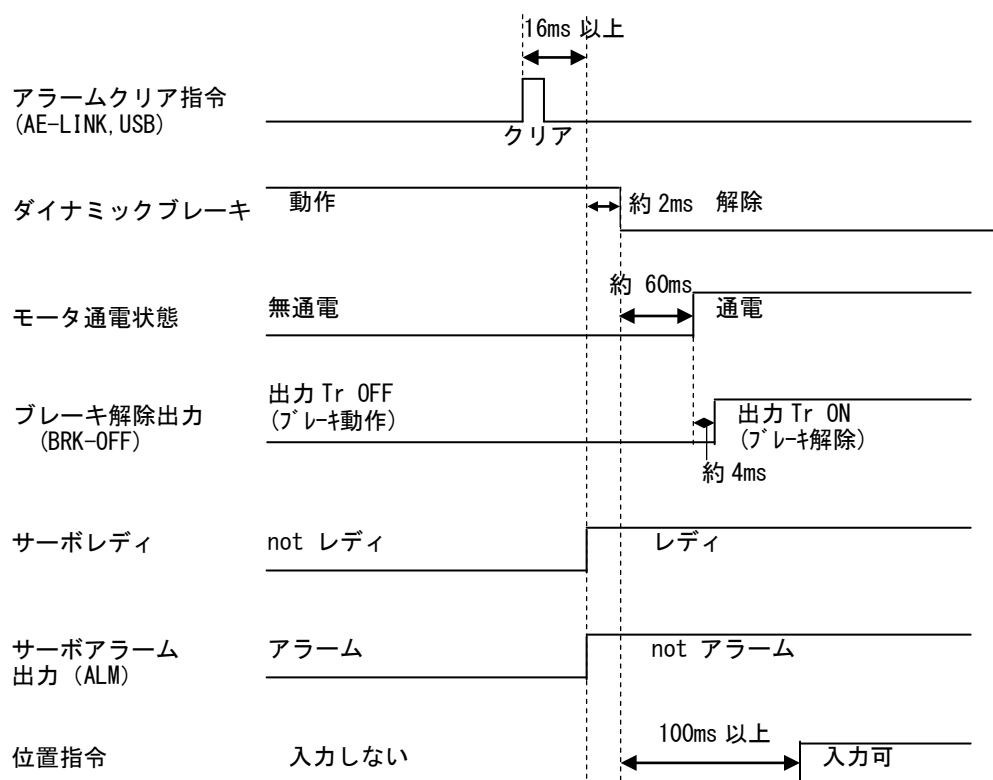 16ms 以上
アラームクリア指令
(AE-LINK,USB)
クリア
ダイナミックブレーキ
動作
約 2ms
解除
約 60ms
モータ通電状態
無通電
通電
ブレーキ解除出力
(BRK-OFF)
出力 Tr OFF
(ﾌﾞﾚｰｷ動作)
出力 Tr ON
(ﾌﾞﾚｰｷ解除)
約 4ms
サーボレディ
not レディ
レディ
サーボアラーム
出力 (ALM)
アラーム
not アラーム
位置指令
入力しない
100ms 以上
入力可